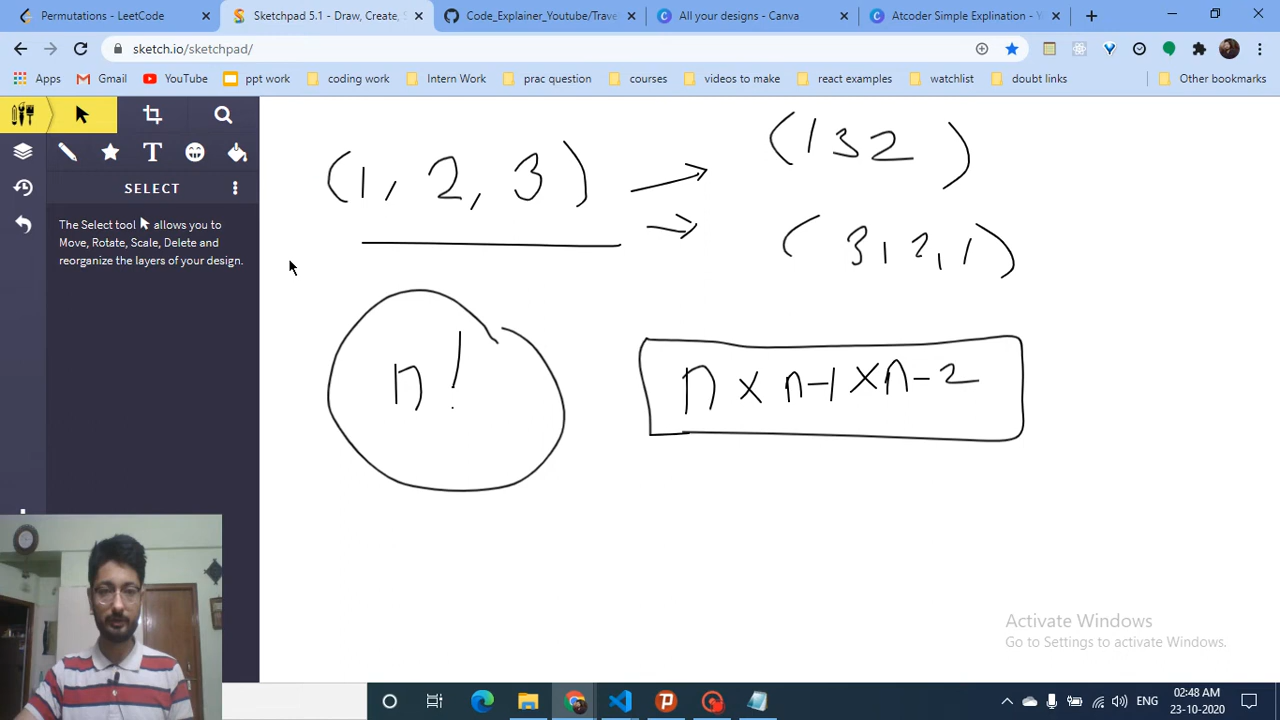 Permutations - LeetCode
Sketchpad 5.1 - Draw, Create, S
Code_Explainer_Youtube/Trave
All your designs - Canva
Atcoder Simple Explination - Y
sketch.io/sketchpad/
Apps
Gmail
YouTube
ppt work
coding work
Intern Work
prac question
courses
videos to make
react examples
watchlist
doubt links
Other bookmarks
SELECT
The Select tool allows you to
Move, Rotate, Scale, Delete and
reorganize the layers of your design.
(1, 2, 3)
(1 3 2)
(3, 2, 1)
n!
n × n-1 × n-2
Activate Windows
Go to Settings to activate Windows.
ENG
02:48 AM
23-10-2020